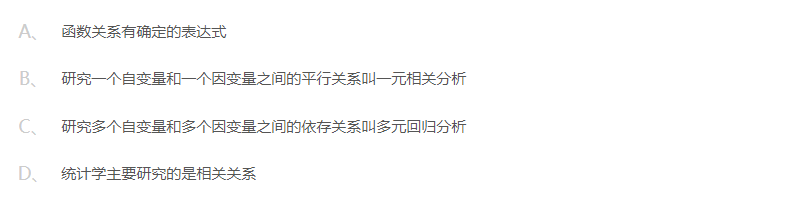 A、 函数关系有确定的表达式
B、 研究一个自变量和一个因变量之间的平行关系叫一元相关分析
C、 研究多个自变量和多个因变量之间的依存关系叫多元回归分析
D、 统计学主要研究的是相关关系